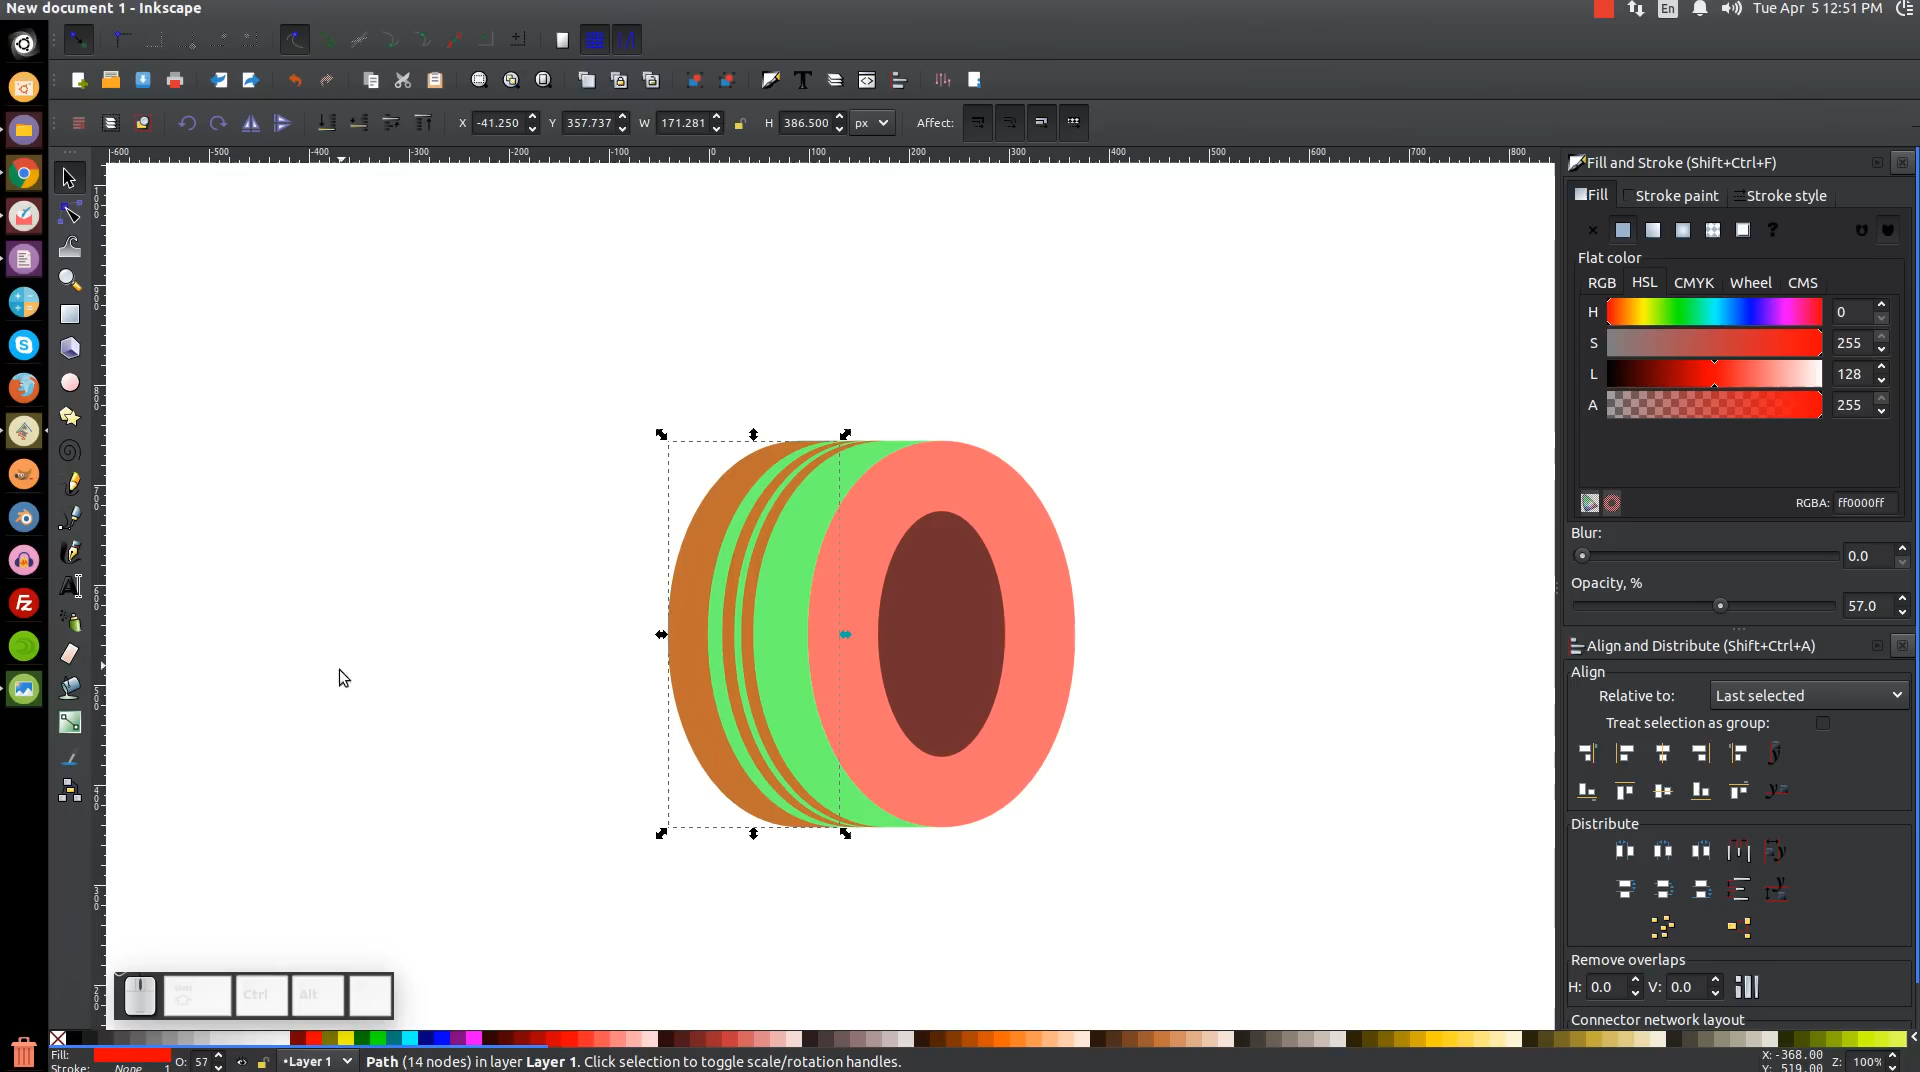 New document 1 - Inkscape
En
Tue Apr 5 12:51 PM
X -41.250 Y 357.737 W 171.281 H 386.500 px Affect:
-600 -500 -400 -300 -200 -100 0 100 200 300 400 500 600 700 800
Fill and Stroke (Shift+Ctrl+F)
Fill Stroke paint Stroke style
?
Flat color
RGB HSL CMYK Wheel CMS
H 0
S 255
L 128
A 255
RGBA: ff0000ff
Blur:
0.0
Opacity, %
57.0
Align and Distribute (Shift+Ctrl+A)
Align
Relative to: Last selected
Treat selection as group:
Distribute
Remove overlaps
H: 0.0 V: 0.0
Connector network layout
Shift Ctrl Alt
Fill:
Stroke: None 1
O: 57
•Layer 1
Path (14 nodes) in layer Layer 1. Click selection to toggle scale/rotation handles.
X: -368.00
Y: 519.00
Z: 100%